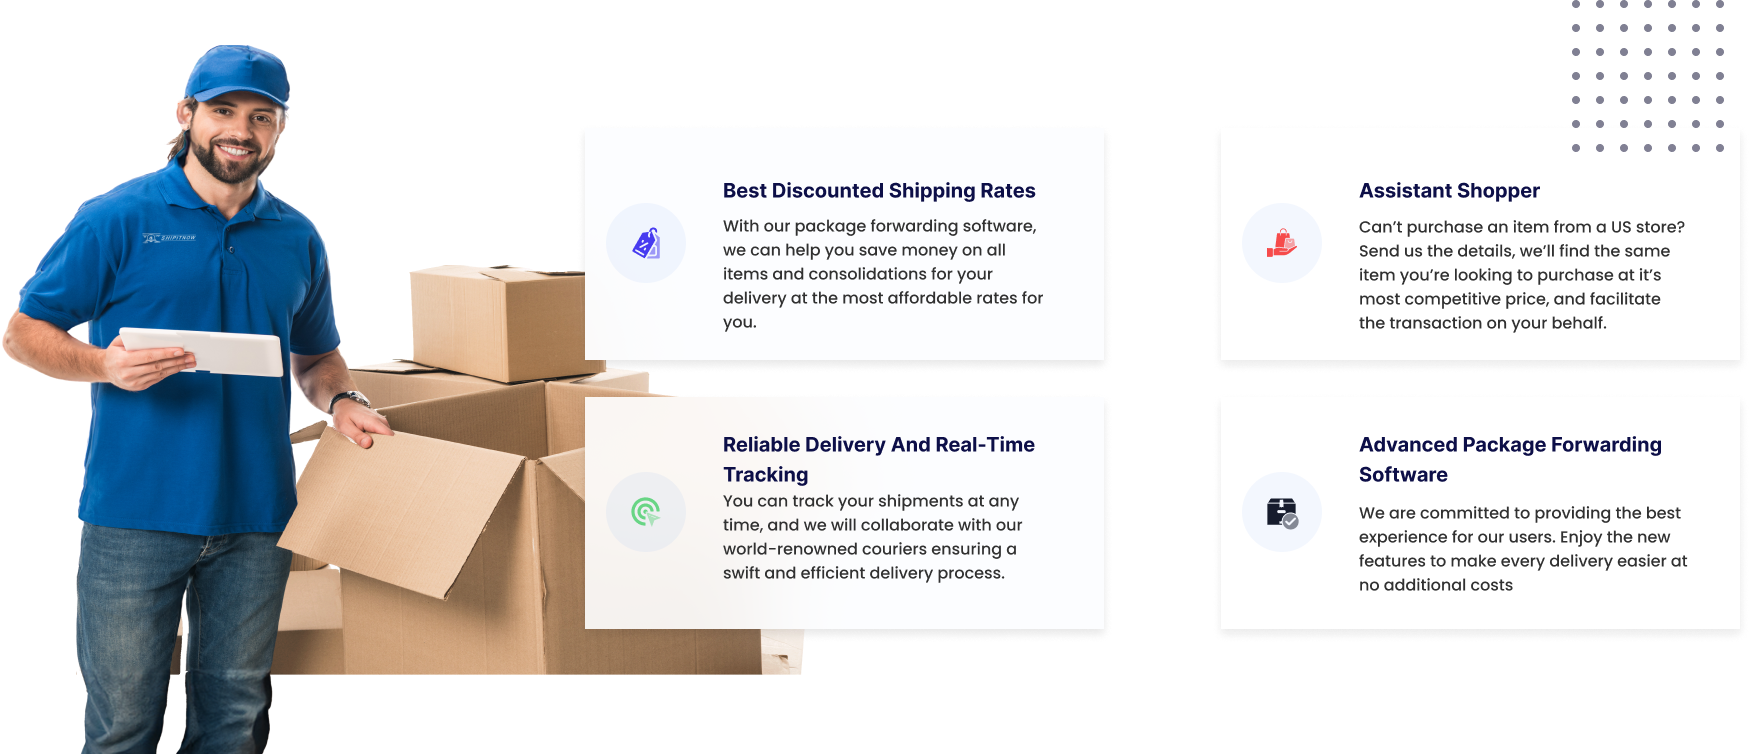 SHIPITNOW
Best Discounted Shipping Rates
With our package forwarding software,
we can help you save money on all
items and consolidations for your
delivery at the most affordable rates for
you.
Assistant Shopper
Can’t purchase an item from a US store?
Send us the details, we’ll find the same
item you’re looking to purchase at it’s
most competitive price, and facilitate
the transaction on your behalf.
Reliable Delivery And Real-Time
Tracking
You can track your shipments at any
time, and we will collaborate with our
world-renowned couriers ensuring a
swift and efficient delivery process.
Advanced Package Forwarding
Software
We are committed to providing the best
experience for our users. Enjoy the new
features to make every delivery easier at
no additional costs